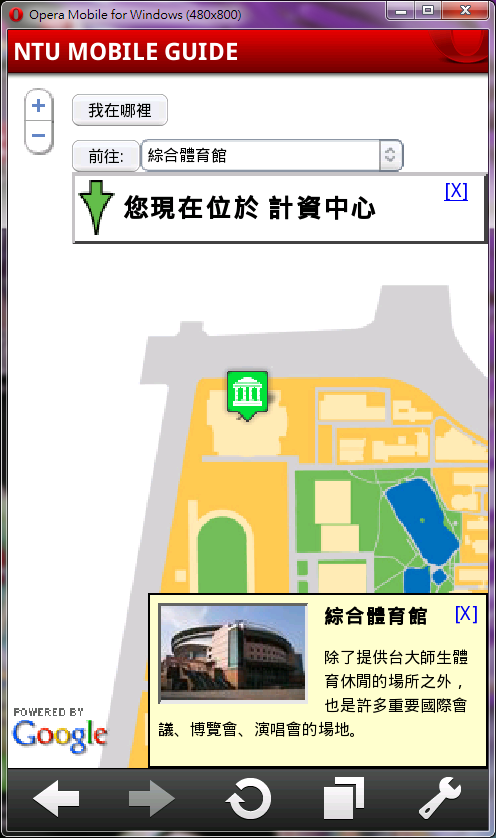 Opera Mobile for Windows (480x800)
NTU MOBILE GUIDE
+
我在哪裡
−
前往:
綜合體育館
[X]
您現在位於 計資中心
綜合體育館
[X]
除了提供台大師生體
育休閒的場所之外，
也是許多重要國際會
議、博覽會、演唱會的場地。
POWERED BY
Google